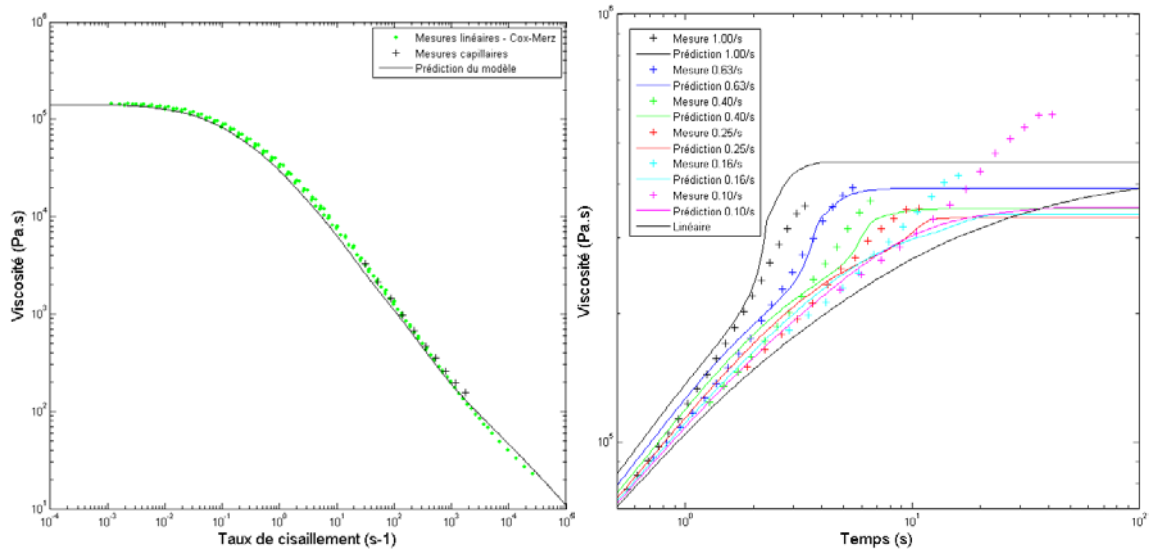 10^6
10^5
10^4
10^3
10^2
10^1
Viscosité (Pa.s)
Mesures linéaires - Cox-Merz
Mesures capillaires
Prédiction du modèle
10^-4
10^-3
10^-2
10^-1
10^0
10^1
10^2
10^3
10^4
Taux de cisaillement (s-1)
10^6
10^5
Viscosité (Pa.s)
Mesure 1.00/s
Prédiction 1.00/s
Mesure 0.63/s
Prédiction 0.63/s
Mesure 0.40/s
Prédiction 0.40/s
Mesure 0.25/s
Prédiction 0.25/s
Mesure 0.16/s
Prédiction 0.16/s
Mesure 0.10/s
Prédiction 0.10/s
Linéaire
10^0
10^1
10^2
Temps (s)